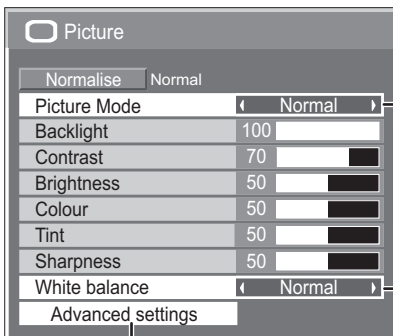 Picture
Normalise Normal
Picture Mode Normal
Backlight 100
Contrast 70
Brightness 50
Colour 50
Tint 50
Sharpness 50
White balance Normal
Advanced settings